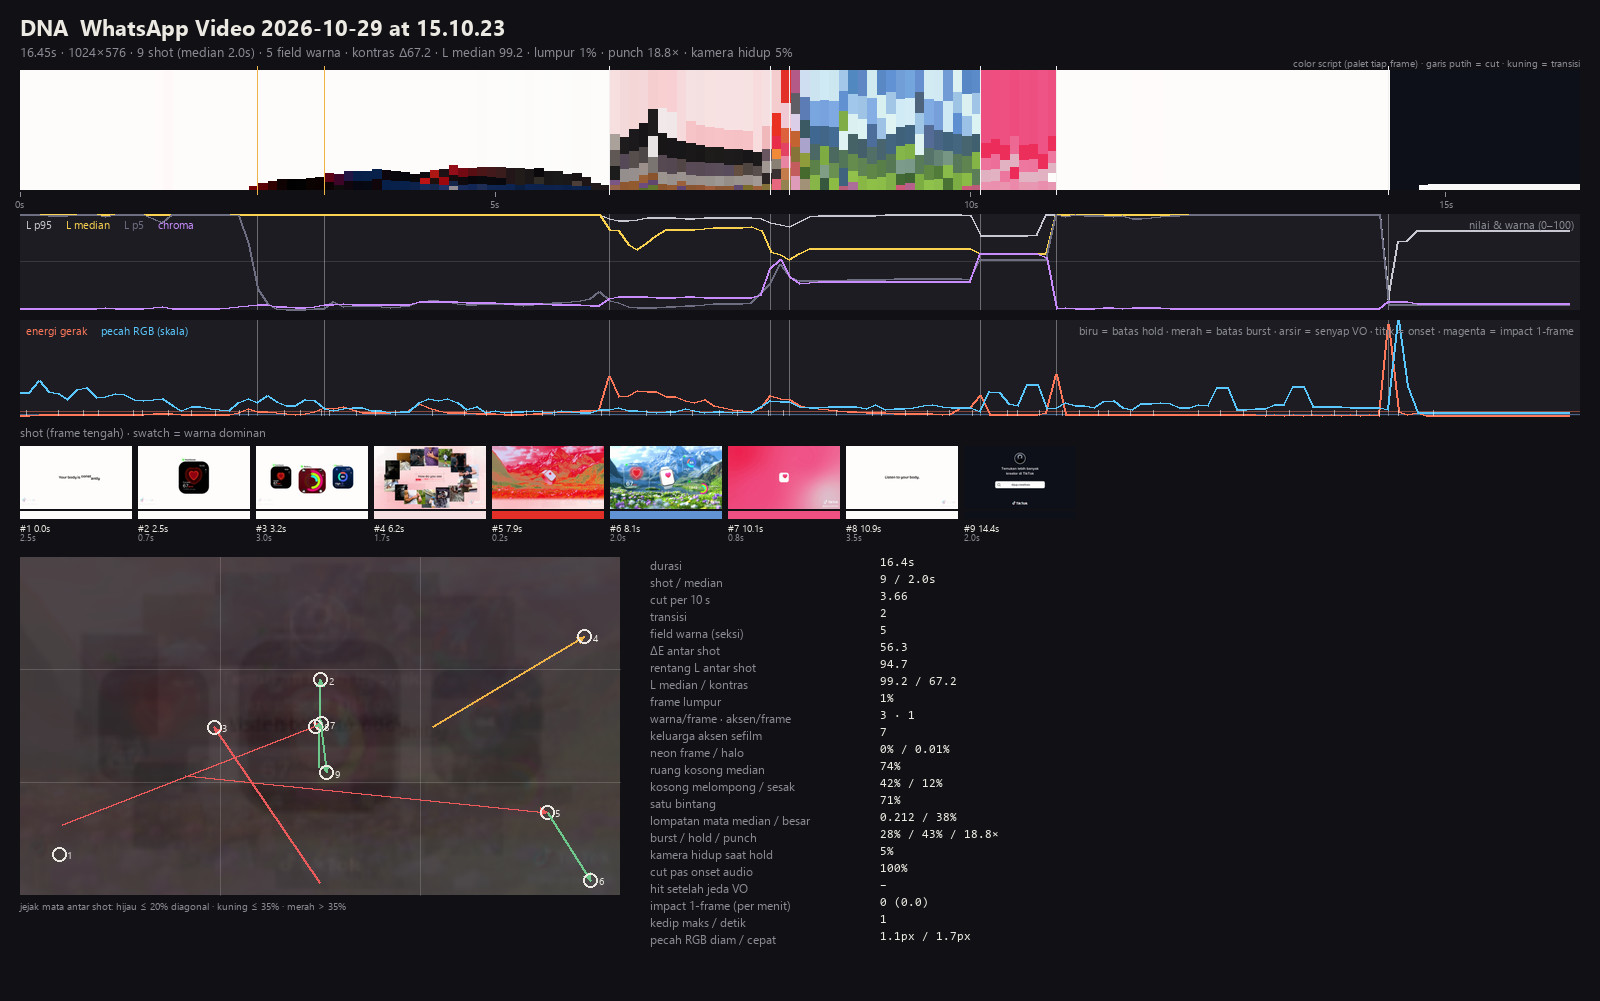 DNA  WhatsApp Video 2026-10-29 at 15.10.23
16.45s · 1024×576 · 9 shot (median 2.0s) · 5 field warna · kontras Δ67.2 · L median 99.2 · lumpur 1% · punch 18.8× · kamera hidup 5%
color script (palet tiap frame) · garis putih = cut · kuning = transisi
0s 5s 10s 15s
L p95 L median L p5 chroma nilai & warna (0–100)
energi gerak pecah RGB (skala) biru = batas hold · merah = batas burst · arsir = senyap VO · titik = onset · magenta = impact 1-frame
shot (frame tengah) · swatch = warna dominan
Listen to your body.
TikTok
#1 0.0s #2 2.5s #3 3.2s #4 6.2s #5 7.9s #6 8.1s #7 10.1s #8 10.9s #9 14.4s
2.5s 0.7s 3.0s 1.7s 0.2s 2.0s 0.8s 3.5s 2.0s
durasi 16.4s
shot / median 9 / 2.0s
cut per 10 s 3.66
transisi 2
field warna (seksi) 5
ΔE antar shot 56.3
rentang L antar shot 94.7
L median / kontras 99.2 / 67.2
frame lumpur 1%
warna/frame · aksen/frame 3 · 1
keluarga aksen sefilm 7
neon frame / halo 0% / 0.01%
ruang kosong median 74%
kosong melompong / sesak 42% / 12%
satu bintang 71%
lompatan mata median / besar 0.212 / 38%
burst / hold / punch 28% / 43% / 18.8×
kamera hidup saat hold 5%
cut pas onset audio 100%
hit setelah jeda VO –
impact 1-frame (per menit) 0 (0.0)
kedip maks / detik 1
pecah RGB diam / cepat 1.1px / 1.7px
1
2
3
4
5
6
7
9
jejak mata antar shot: hijau ≤ 20% diagonal · kuning ≤ 35% · merah > 35%